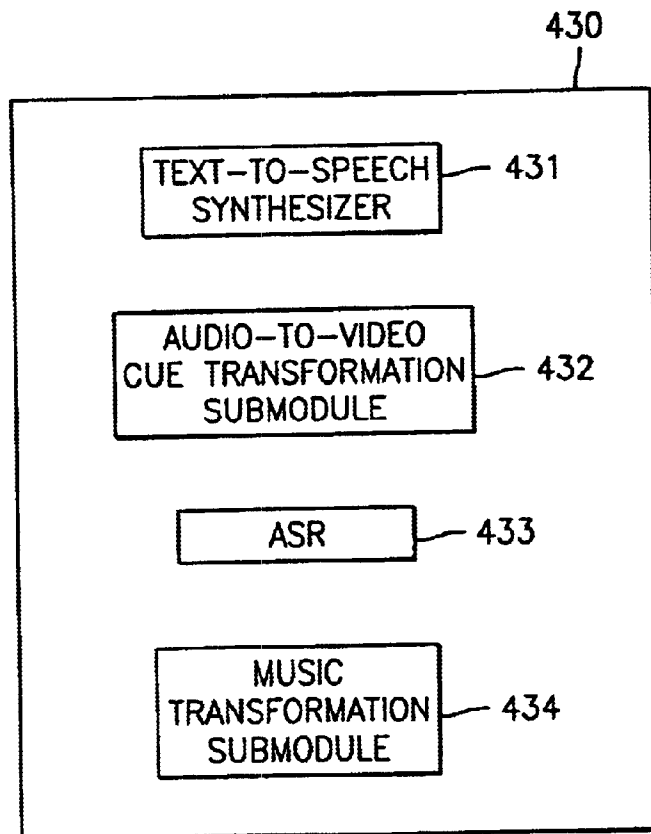 430
TEXT-TO-SPEECH
SYNTHESIZER
431
AUDIO-TO-VIDEO
CUE TRANSFORMATION
SUBMODULE
432
ASR
433
MUSIC
TRANSFORMATION
SUBMODULE
434